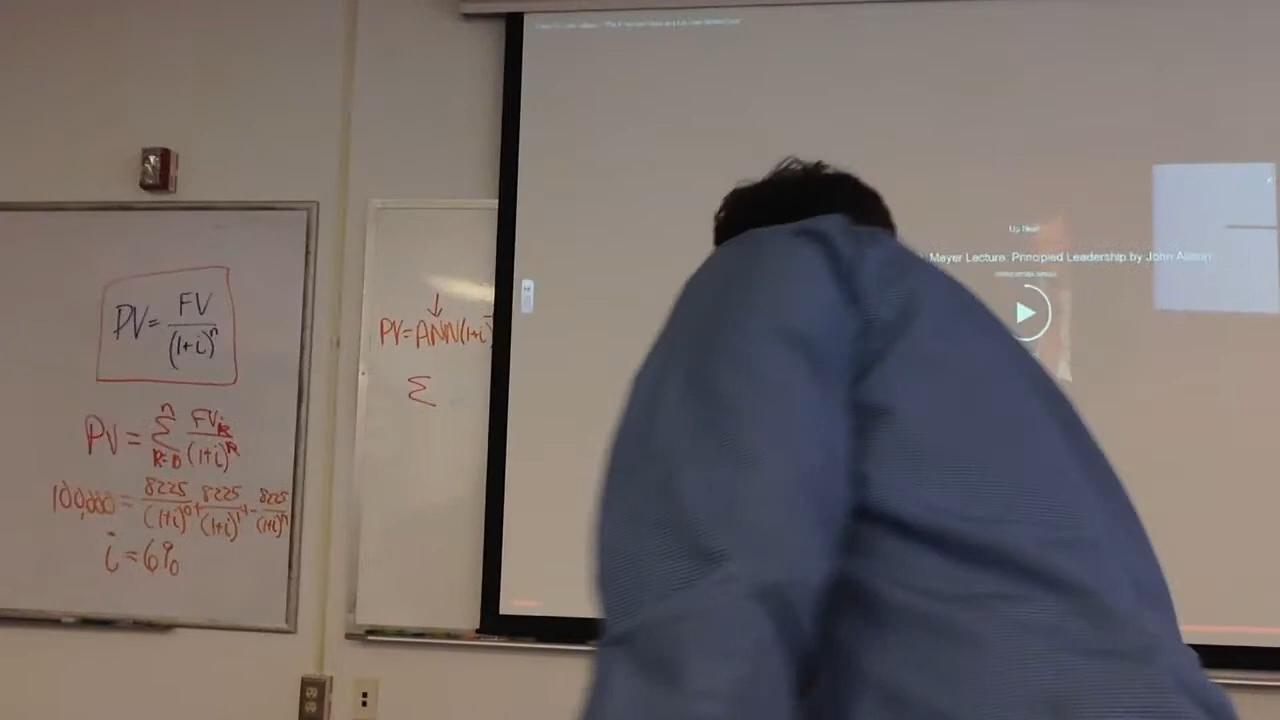 PV = FV / (1+i)^n
PV = Σ_{k=0}^{n} FV_k / (1+i)^k
100,000 = 8225 / (1+i)^0 + 8225 / (1+i)^1 + - 8225 / (1+i)^n
i = 6%
PV = ANN(1+i)
Σ
Up Next
Meyer Lecture: Principled Leadership by John Allison